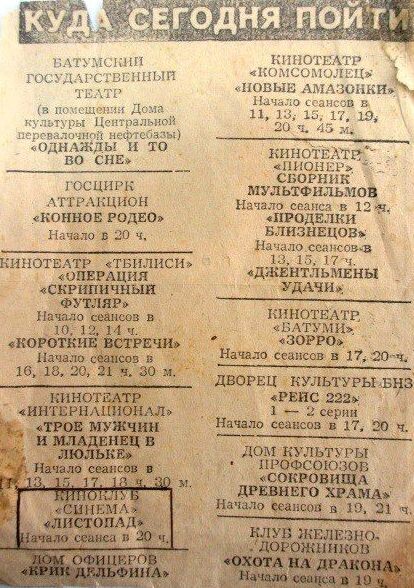 КУДА СЕГОДНЯ ПОЙТИ
БАТУМСКИЙ
ГОСУДАРСТВЕННЫЙ
ТЕАТР
(в помещении Дома
культуры Центральной
перевалочной нефтебазы)
«ОДНАЖДЫ И ТО
ВО СНЕ»
ГОСЦИРК
АТТРАКЦИОН
«КОННОЕ РОДЕО»
Начало в 20 ч.
КИНОТЕАТР «ТБИЛИСИ»
«ОПЕРАЦИЯ
«СКРИПИЧНЫЙ
ФУТЛЯР»
Начало сеансов в
10, 12, 14 ч.
«КОРОТКИЕ ВСТРЕЧИ»
Начало сеансов в
16, 18, 20, 21 ч. 30 м.
КИНОТЕАТР
«ИНТЕРНАЦИОНАЛ»
«ТРОЕ МУЖЧИН
И МЛАДЕНЕЦ В
ЛЮЛЬКЕ»
Начало сеансов в
11, 13, 15, 17, 18 ч. 30 м.
КИНОКЛУБ
«СИНЕМА»
«ЛИСТОПАД»
Начало сеанса в 20 ч.
ДОМ ОФИЦЕРОВ
«КРИК ДЕЛЬФИНА»
КИНОТЕАТР
«КОМСОМОЛЕЦ»
«НОВЫЕ АМАЗОНКИ»
Начало сеансов в
11, 13, 15, 17, 19,
20 ч. 45 м.
КИНОТЕАТР
«ПИОНЕР»
СБОРНИК
МУЛЬТФИЛЬМОВ
Начало сеанса в 12 ч.
«ПРОДЕЛКИ
БЛИЗНЕЦОВ»
Начало сеансов в
13, 15, 17 ч.
«ДЖЕНТЛЬМЕНЫ
УДАЧИ»
КИНОТЕАТР
«БАТУМИ»
«ЗОРРО»
Начало сеансов в 17, 20 ч.
ДВОРЕЦ КУЛЬТУРЫ БНЗ
«РЕЙС 222»
1 — 2 серии
Начало сеансов в 17, 20 ч.
ДОМ КУЛЬТУРЫ
ПРОФСОЮЗОВ
«СОКРОВИЩА
ДРЕВНЕГО ХРАМА»
Начало сеансов в 19, 21 ч.
КЛУБ ЖЕЛЕЗНО-
ДОРОЖНИКОВ
«ОХОТА НА ДРАКОНА»
Начало сеанса в 19 ч.